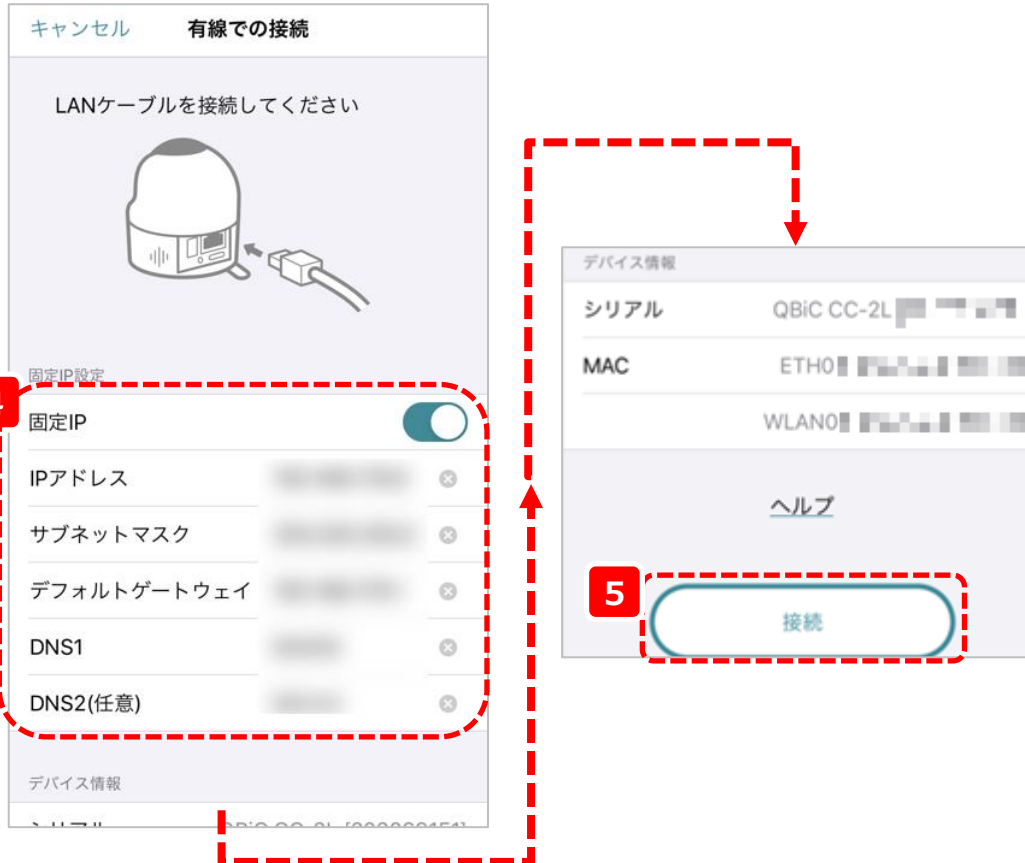 キャンセル 有線での接続
LANケーブルを接続してください
固定IP設定
固定IP
IPアドレス
サブネットマスク
デフォルトゲートウェイ
DNS1
DNS2(任意)
デバイス情報
デバイス情報
シリアル QBiC CC-2L
MAC ETH0
WLAN0
ヘルプ
5
接続